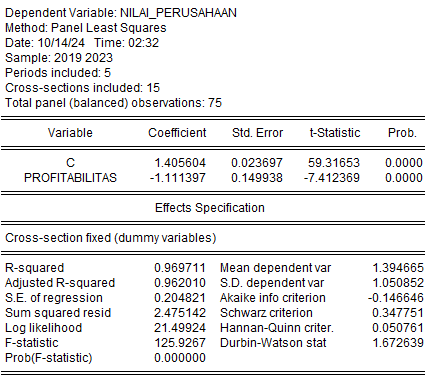 Dependent Variable: NILAI_PERUSAHAAN
Method: Panel Least Squares
Date: 10/14/24 Time: 02:32
Sample: 2019 2023
Periods included: 5
Cross-sections included: 15
Total panel (balanced) observations: 75
Variable Coefficient Std. Error t-Statistic Prob.
C 1.405604 0.023697 59.31653 0.0000
PROFITABILITAS -1.111397 0.149938 -7.412369 0.0000
Effects Specification
Cross-section fixed (dummy variables)
R-squared 0.969711 Mean dependent var 1.394665
Adjusted R-squared 0.962010 S.D. dependent var 1.050852
S.E. of regression 0.204821 Akaike info criterion -0.146646
Sum squared resid 2.475142 Schwarz criterion 0.347751
Log likelihood 21.49924 Hannan-Quinn criter. 0.050761
F-statistic 125.9267 Durbin-Watson stat 1.672639
Prob(F-statistic) 0.000000